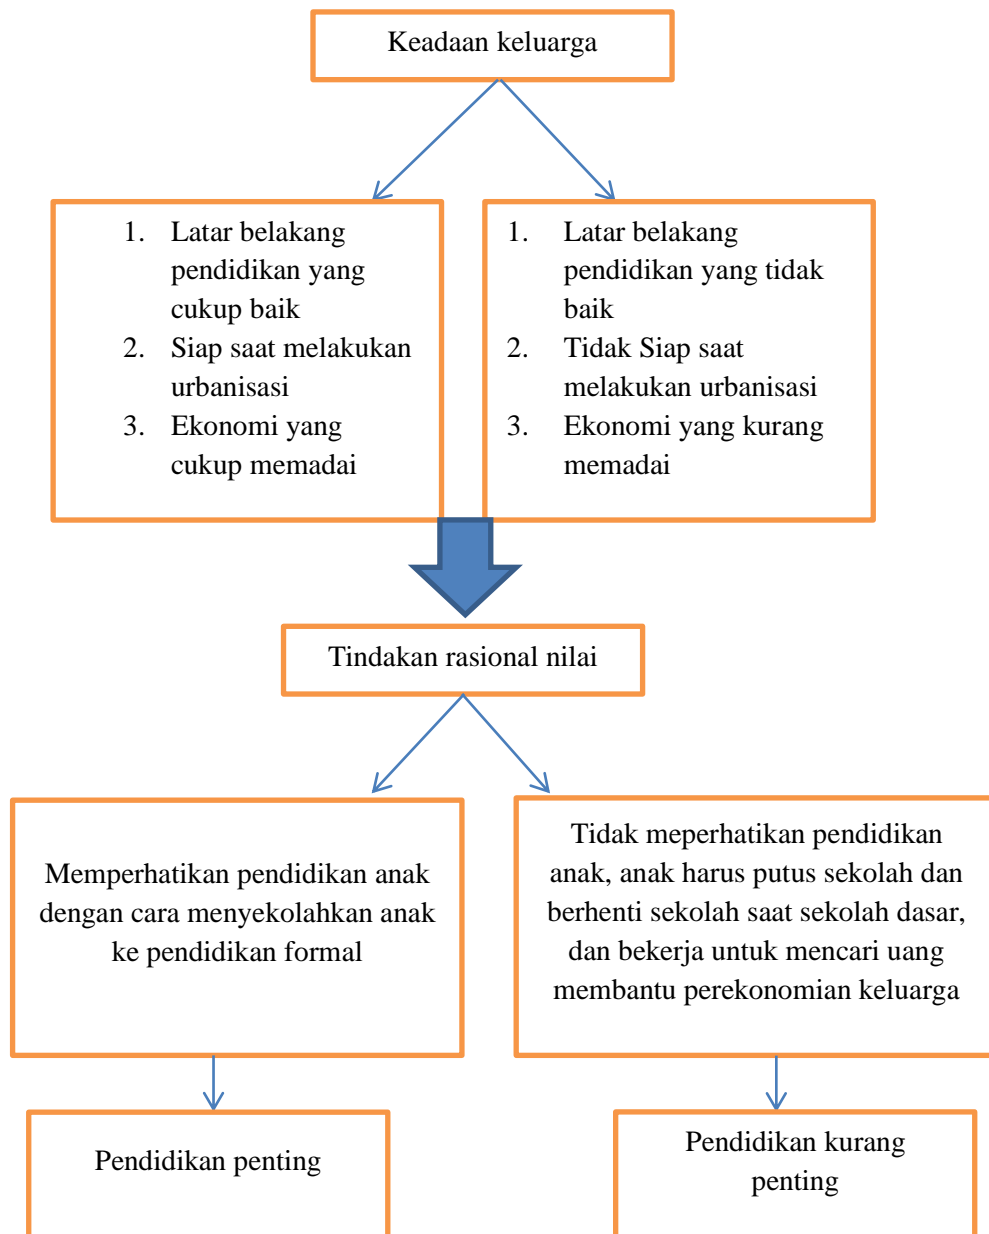 Keadaan keluarga
1. Latar belakang
pendidikan yang
cukup baik
2. Siap saat melakukan
urbanisasi
3. Ekonomi yang
cukup memadai
1. Latar belakang
pendidikan yang tidak
baik
2. Tidak Siap saat
melakukan urbanisasi
3. Ekonomi yang kurang
memadai
Tindakan rasional nilai
Memperhatikan pendidikan anak
dengan cara menyekolahkan anak
ke pendidikan formal
Tidak meperhatikan pendidikan
anak, anak harus putus sekolah dan
berhenti sekolah saat sekolah dasar,
dan bekerja untuk mencari uang
membantu perekonomian keluarga
Pendidikan penting
Pendidikan kurang
penting